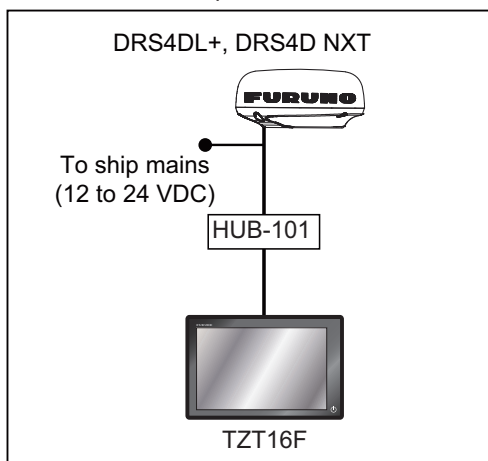 DRS4DL+, DRS4D NXT
FURUNO
To ship mains
(12 to 24 VDC)
HUB-101
TZT16F